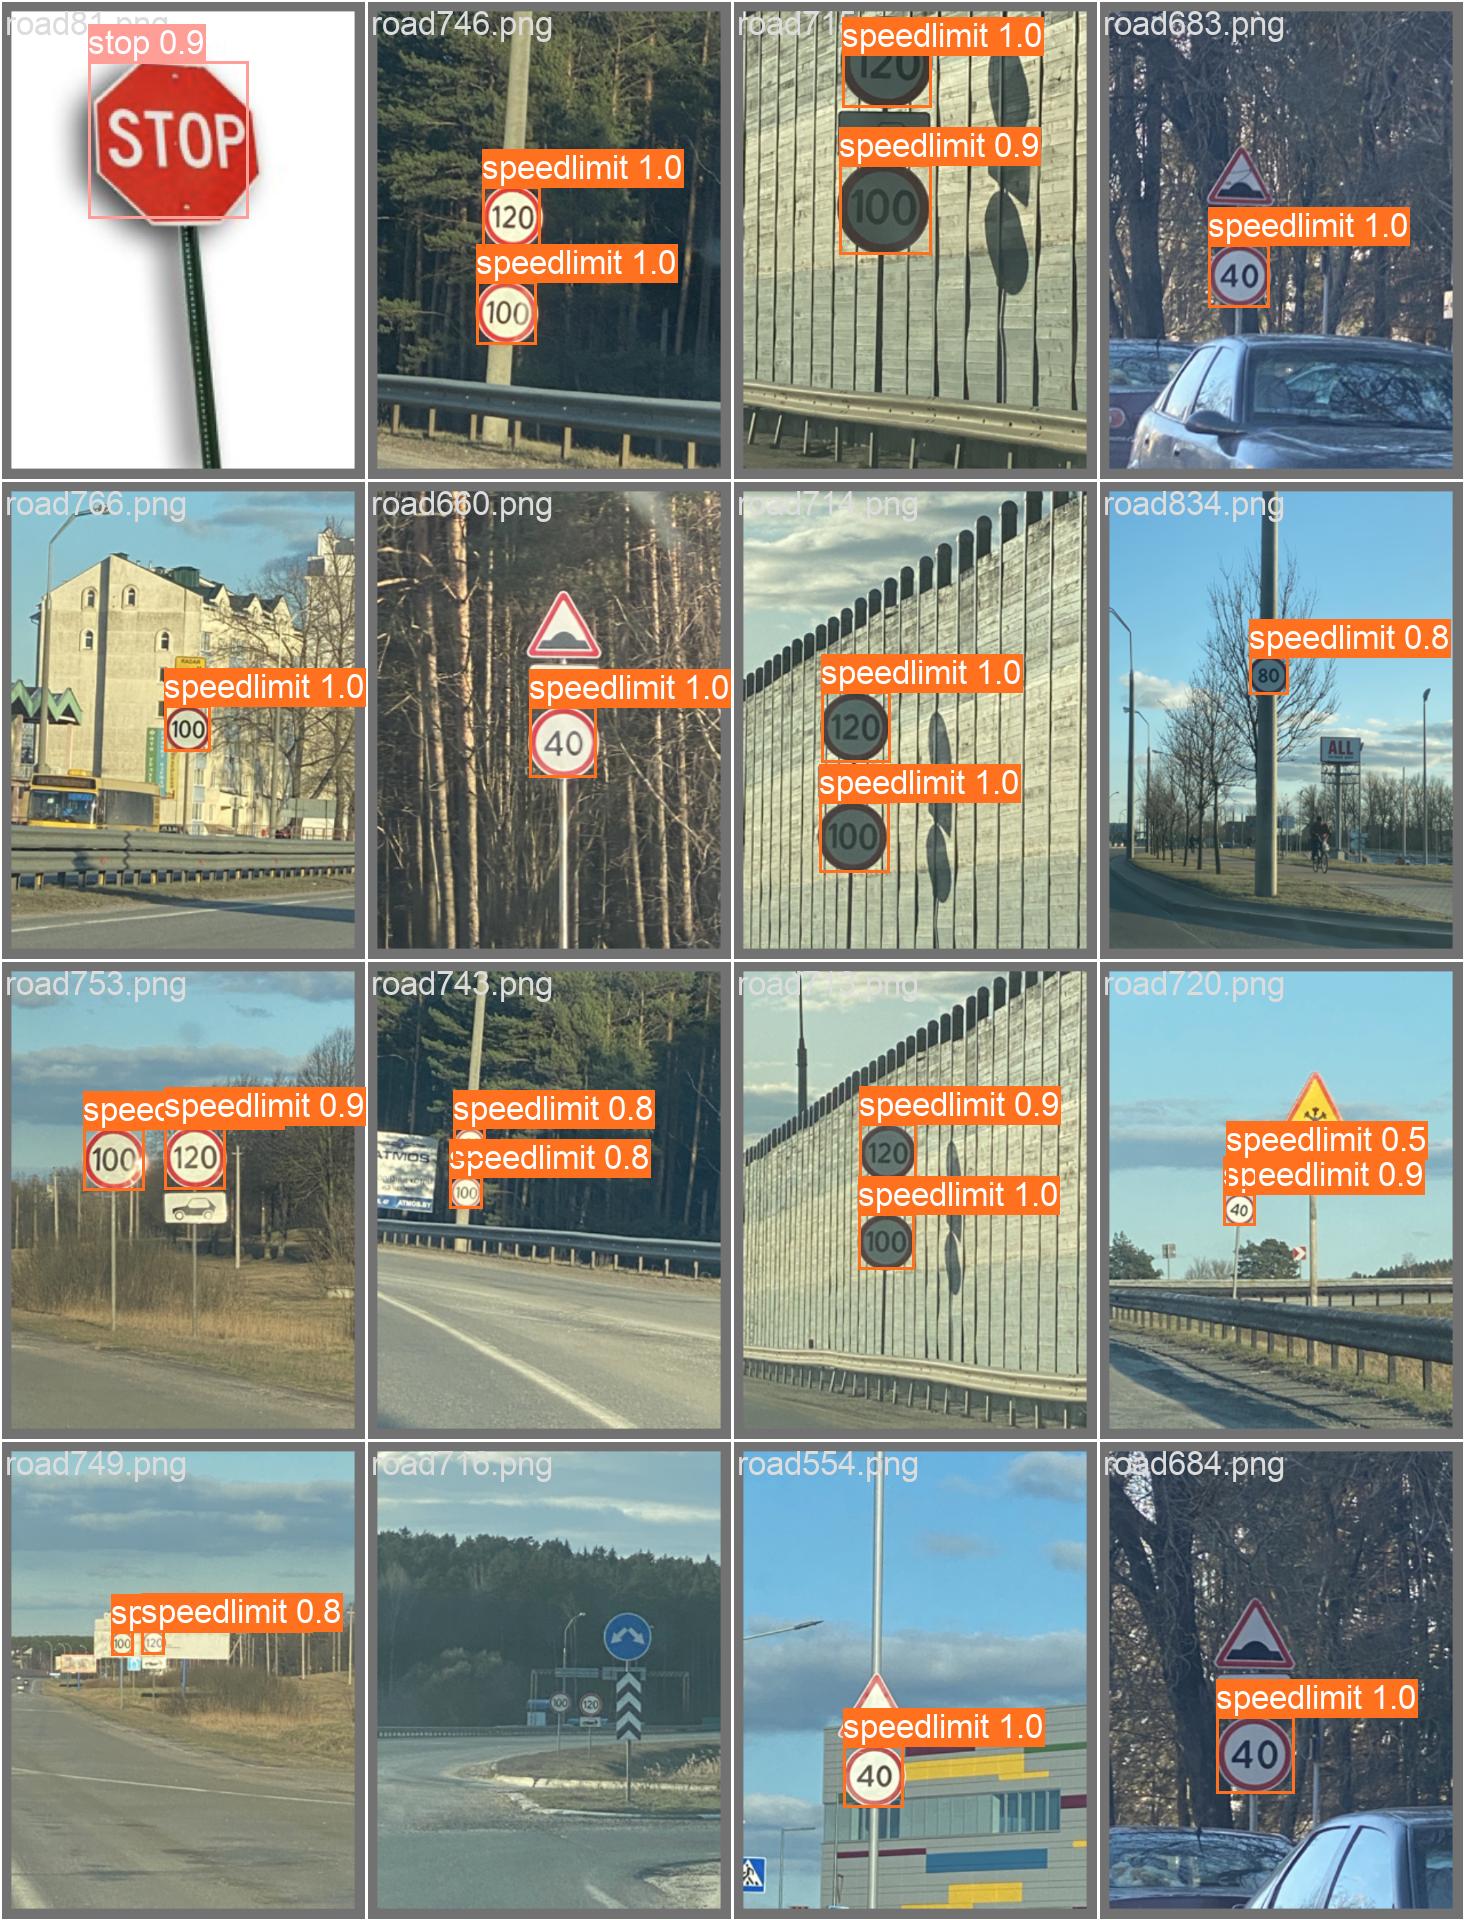 road81.png
stop 0.9
STOP
road746.png
speedlimit 1.0
120
speedlimit 1.0
100
speedlimit 1.0
120
speedlimit 0.9
100
road683.png
speedlimit 1.0
40
road766.png
RADAR
speedlimit 1.0
100
road660.png
speedlimit 1.0
40
road714.png
speedlimit 1.0
120
speedlimit 1.0
100
road834.png
speedlimit 0.8
80
ALL
road753.png
speedlimit 0.9
100
120
road743.png
speedlimit 0.8
speedlimit 0.8
ATMOS
100
ATMOS.BY
speedlimit 0.9
120
speedlimit 1.0
100
road720.png
speedlimit 0.5
speedlimit 0.9
40
road749.png
speedlimit 0.8
100
120
road716.png
100
120
road554.png
speedlimit 1.0
40
road684.png
speedlimit 1.0
40